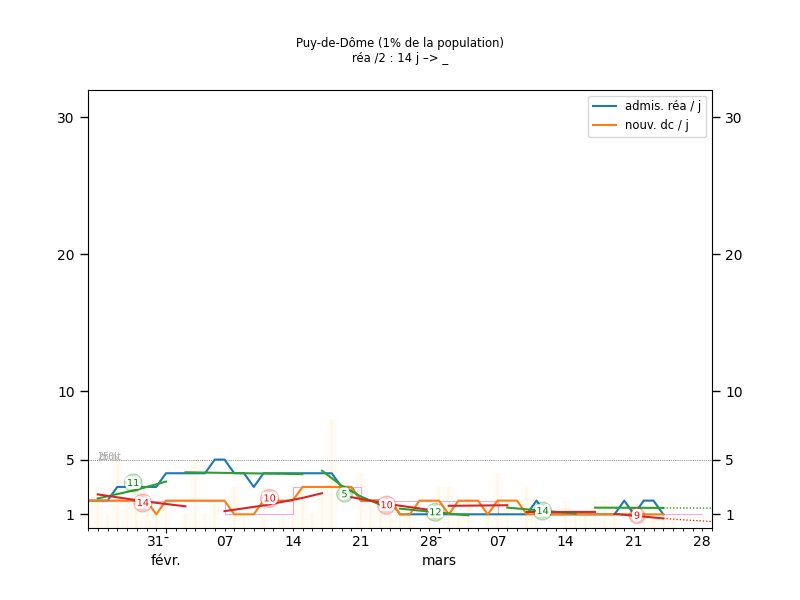 Puy-de-Dôme (1% de la population)
réa /2 : 14 j –> _
admis. réa / j
nouv. dc / j
30 30
20 20
10 10
5 5
1 1
11
14
10
5
10
12
14
9
31 07 14 21 28 07 14 21 28
févr. mars